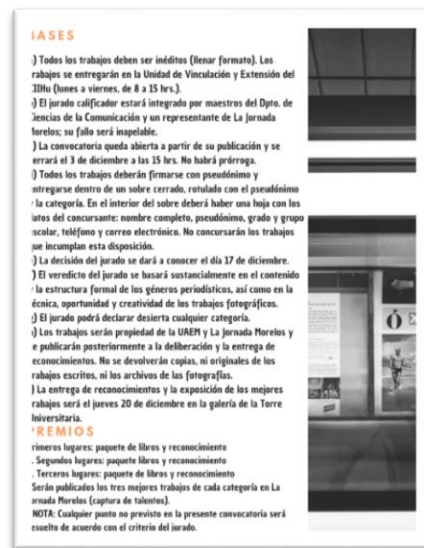 ASES
) Todos los trabajos deben ser inéditos (llenar formato). Los
rabajos se entregarán en la Unidad de Vinculación y Extensión del
IIHu (lunes a viernes, de 8 a 15 hrs.).
) El jurado calificador estará integrado por maestros del Dpto. de
iencias de la Comunicación y un representante de La Jornada
orelos; su fallo será inapelable.
) La convocatoria queda abierta a partir de su publicación y se
errará el 3 de diciembre a las 15 hrs. No habrá prórroga.
) Todos los trabajos deberán firmarse con pseudónimo y
ntregarse dentro de un sobre cerrado, rotulado con el pseudónimo
la categoría. En el interior del sobre deberá haber una hoja con los
atos del concursante: nombre completo, pseudónimo, grado y grupo
scolar, teléfono y correo electrónico. No concursarán los trabajos
ue incumplan esta disposición.
) La decisión del jurado se dará a conocer el día 17 de diciembre.
) El veredicto del jurado se basará sustancialmente en el contenido
la estructura formal de los géneros periodísticos, así como en la
écnica, oportunidad y creatividad de los trabajos fotográficos.
) El jurado podrá declarar desierta cualquier categoría.
) Los trabajos serán propiedad de la UAEM y La Jornada Morelos y
e publicarán posteriormente a la deliberación y la entrega de
econocimientos. No se devolverán copias, ni originales de los
rabajos escritos, ni los archivos de las fotografías.
) La entrega de reconocimientos y la exposición de los mejores
rabajos será el jueves 20 de diciembre en la galería de la Torre
niversitaria.
REMIOS
rimeros lugares: paquete de libros y reconocimiento
. Segundos lugares: paquete de libros y reconocimiento
. Terceros lugares: paquete de libros y reconocimiento
Serán publicados los tres mejores trabajos de cada categoría en La
ornada Morelos (captura de talentos).
NOTA: Cualquier punto no previsto en la presente convocatoria será
esuelto de acuerdo con el criterio del jurado.